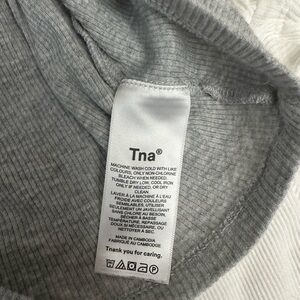 Tna®
MACHINE WASH COLD WITH LIKE
COLOURS, ONLY NON-CHLORINE
BLEACH WHEN NEEDED,
TUMBLE DRY LOW, COOL IRON
ONLY IF NEEDED, OR DRY
CLEAN
LAVER À LA MACHINE À L'EAU
FROIDE AVEC COULEURS
SEMBLABLES, UTILISER
SEULEMENT UN JAVELLISANT
SANS CHLORE AU BESOIN,
SÉCHER À BASSE
TEMPÉRATURE, REPASSAGE
DOUX SI NÉCESSAIRE, OU
NETTOYER À SEC.
MADE IN CAMBODIA
FABRIQUÉ AU CAMBODGE
Tnank you for caring.